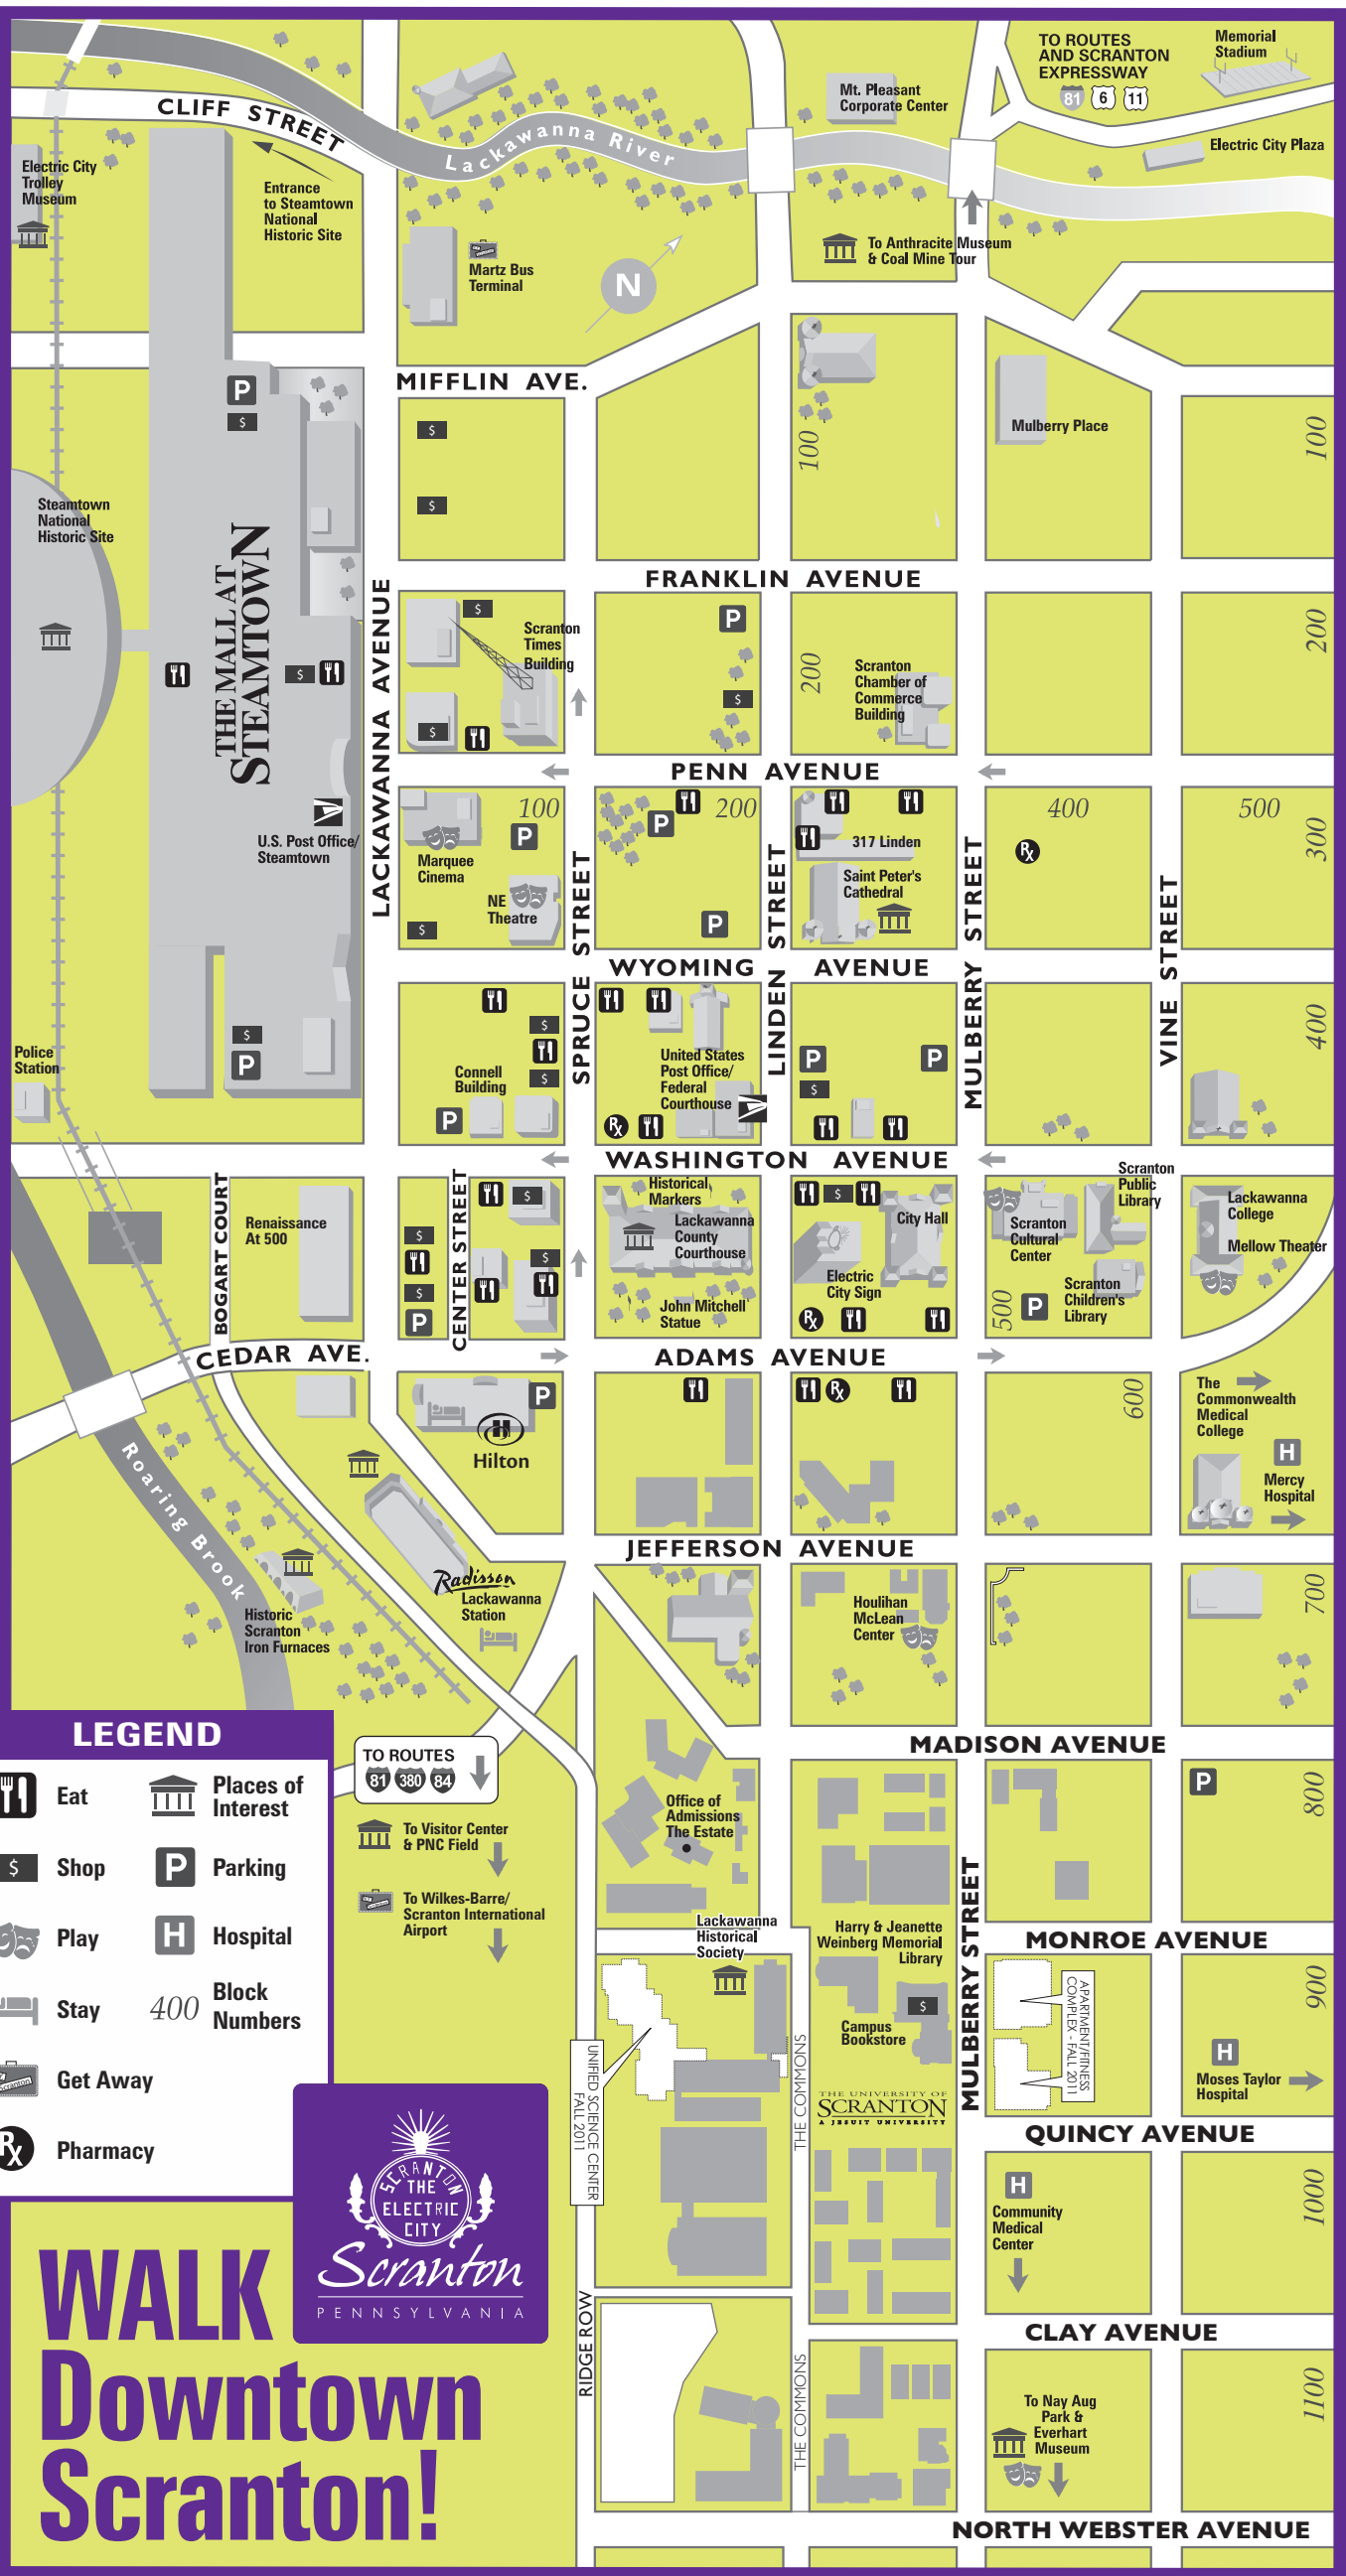 TO ROUTES
AND SCRANTON
EXPRESSWAY
81 6 11
Memorial
Stadium
Mt. Pleasant
Corporate Center
CLIFF STREET
Lackawanna River
Electric City Plaza
Electric City
Trolley
Museum
Entrance
to Steamtown
National
Historic Site
To Anthracite Museum
& Coal Mine Tour
Martz Bus
Terminal
N
MIFFLIN AVE.
P
$
$
$
Mulberry Place
100
100
Steamtown
National
Historic Site
THE MALL AT
STEAMTOWN
LACKAWANNA AVENUE
FRANKLIN AVENUE
$
Scranton
Times
Building
P
$
200
Scranton
Chamber of
Commerce
Building
200
$
$
PENN AVENUE
U.S. Post Office/
Steamtown
100
P
Marquee
Cinema
NE
Theatre
$
SPRUCE STREET
200
P
P
LINDEN STREET
317 Linden
Saint Peter's
Cathedral
MULBERRY STREET
400
Rx
VINE STREET
500
300
WYOMING AVENUE
$
P
Police
Station
$
$
Connell
Building
P
United States
Post Office/
Federal
Courthouse
Rx
P
P
$
400
WASHINGTON AVENUE
BOGART COURT
Renaissance
At 500
CENTER STREET
$
$
P
$
$
Historical
Markers
Lackawanna
County
Courthouse
John Mitchell
Statue
$
City Hall
Electric
City Sign
Rx
Scranton
Public
Library
Scranton
Cultural
Center
Scranton
Children's
Library
500
P
Lackawanna
College
Mellow Theater
CEDAR AVE.
ADAMS AVENUE
P
H
Hilton
Rx
600
The
Commonwealth
Medical
College
H
Mercy
Hospital
Roaring Brook
JEFFERSON AVENUE
Radisson
Lackawanna
Station
Historic
Scranton
Iron Furnaces
Houlihan
McLean
Center
700
MADISON AVENUE
LEGEND
Eat
Places of
Interest
$
Shop
P
Parking
Play
H
Hospital
Stay
400
Block
Numbers
Scranton
Get Away
Rx
Pharmacy
TO ROUTES
81 380 84
To Visitor Center
& PNC Field
To Wilkes-Barre/
Scranton International
Airport
Office of
Admissions
The Estate
P
800
MULBERRY STREET
MONROE AVENUE
Lackawanna
Historical
Society
Harry & Jeanette
Weinberg Memorial
Library
$
Campus
Bookstore
THE UNIVERSITY OF
SCRANTON
A JESUIT UNIVERSITY
UNIFIED SCIENCE CENTER
FALL 2011
THE COMMONS
APARTMENT/FITNESS
COMPLEX - FALL 2011
900
H
Moses Taylor
Hospital
QUINCY AVENUE
H
Community
Medical
Center
1000
CLAY AVENUE
RIDGE ROW
THE COMMONS
To Nay Aug
Park &
Everhart
Museum
1100
NORTH WEBSTER AVENUE
SCRANTON
THE
ELECTRIC
CITY
Scranton
PENNSYLVANIA
WALK
Downtown
Scranton!